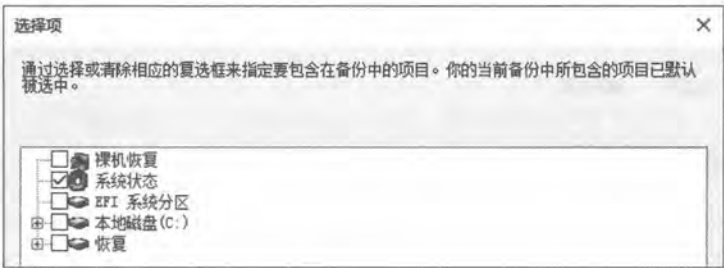 选择项
通过选择或清除相应的复选框来指定要包含在备份中的项目。你的当前备份中所包含的项目已默认
被选中。
裸机恢复
系统状态
EFI 系统分区
本地磁盘(C:)
恢复